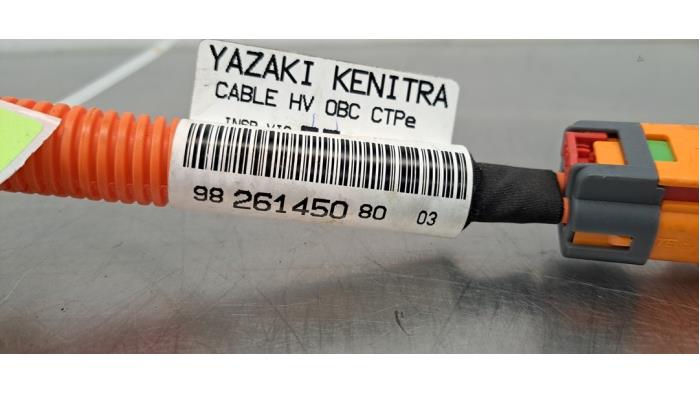 YAZAKI KENITRA
CABLE HV OBC CTPe
98 261450 80 03